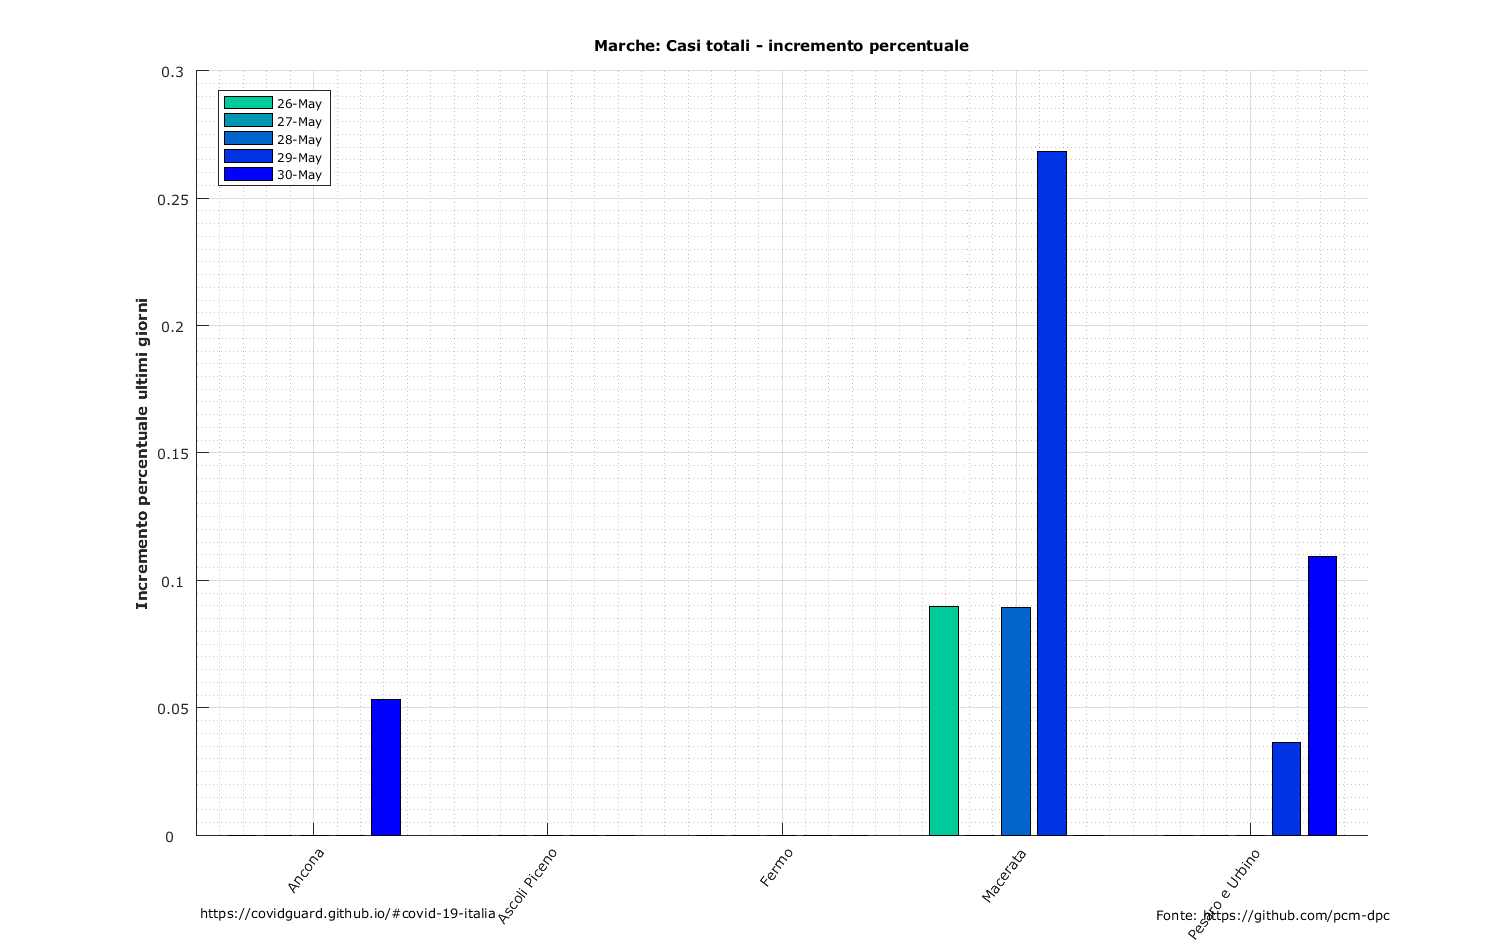 Marche: Casi totali - incremento percentuale
0.3
0.25
0.2
0.15
0.1
0.05
0
Incremento percentuale ultimi giorni
26-May
27-May
28-May
29-May
30-May
Ancona
Ascoli Piceno
Fermo
Macerata
Pesaro e Urbino
https://covidguard.github.io/#covid-19-italia
Fonte: https://github.com/pcm-dpc